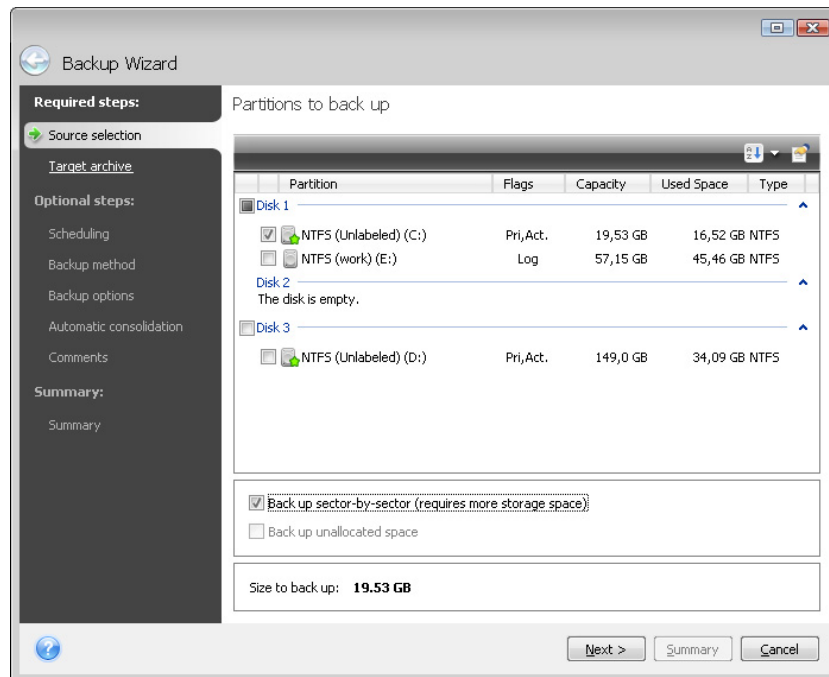 Backup Wizard
Required steps:
Source selection
Target archive
Optional steps:
Scheduling
Backup method
Backup options
Automatic consolidation
Comments
Summary:
Summary
Partitions to back up
Partition Flags Capacity Used Space Type
Disk 1
NTFS (Unlabeled) (C:) Pri,Act. 19,53 GB 16,52 GB NTFS
NTFS (work) (E:) Log 57,15 GB 45,46 GB NTFS
Disk 2
The disk is empty.
Disk 3
NTFS (Unlabeled) (D:) Pri,Act. 149,0 GB 34,09 GB NTFS
Back up sector-by-sector (requires more storage space)
Back up unallocated space
Size to back up: 19.53 GB
Next > Summary Cancel